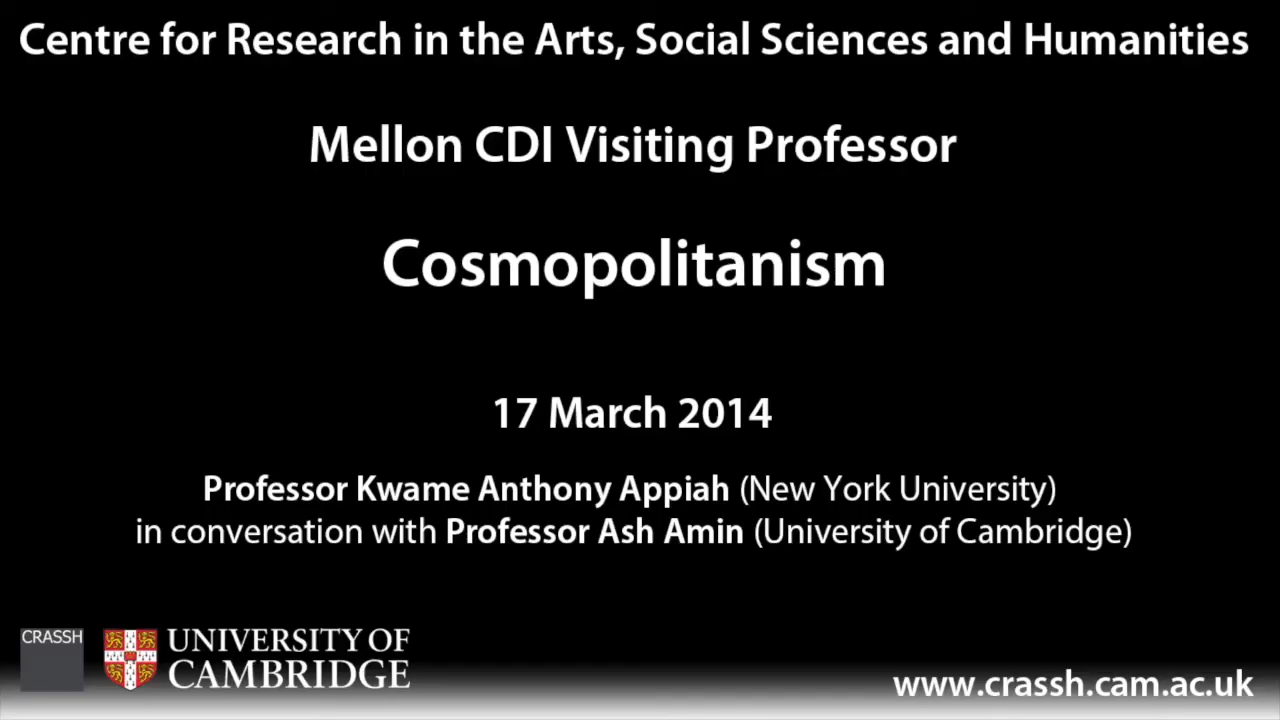 Centre for Research in the Arts, Social Sciences and Humanities
Mellon CDI Visiting Professor
Cosmopolitanism
17 March 2014
Professor Kwame Anthony Appiah (New York University)
in conversation with Professor Ash Amin (University of Cambridge)
CRASSH
UNIVERSITY OF
CAMBRIDGE
www.crassh.cam.ac.uk